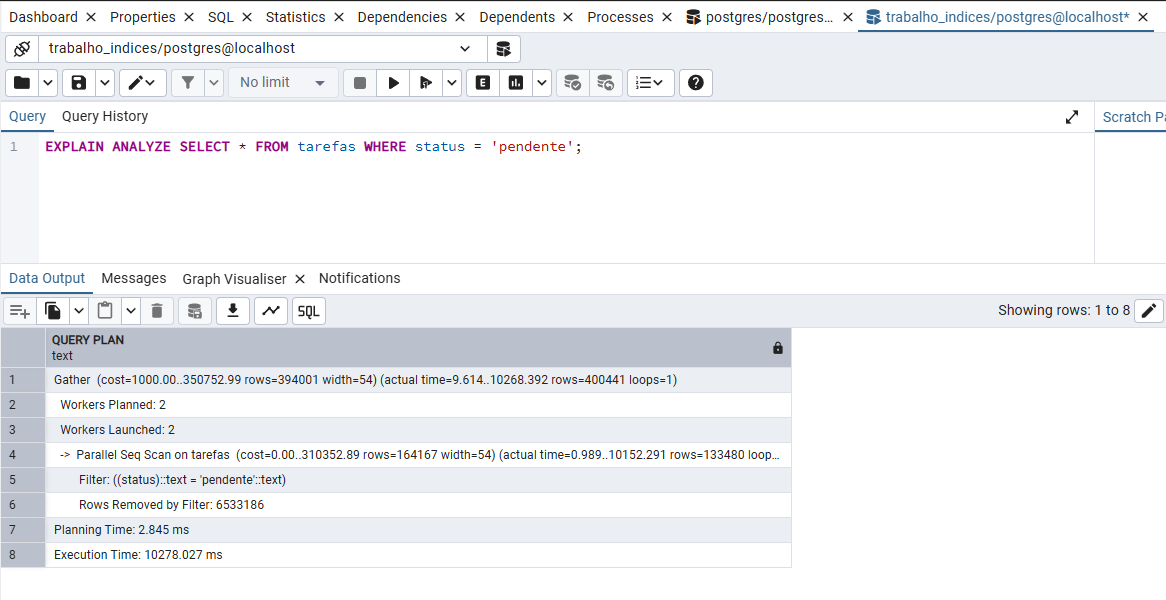 Dashboard Properties SQL Statistics Dependencies Dependents Processes postgres/postgres... trabalho_indices/postgres@localhost*
trabalho_indices/postgres@localhost
No limit E
Query Query History Scratch Pa
1 EXPLAIN ANALYZE SELECT * FROM tarefas WHERE status = 'pendente';
Data Output Messages Graph Visualiser Notifications
SQL Showing rows: 1 to 8
QUERY PLAN
text
1 Gather (cost=1000.00..350752.99 rows=394001 width=54) (actual time=9.614..10268.392 rows=400441 loops=1)
2 Workers Planned: 2
3 Workers Launched: 2
4 -> Parallel Seq Scan on tarefas (cost=0.00..310352.89 rows=164167 width=54) (actual time=0.989..10152.291 rows=133480 loop...
5 Filter: ((status)::text = 'pendente'::text)
6 Rows Removed by Filter: 6533186
7 Planning Time: 2.845 ms
8 Execution Time: 10278.027 ms